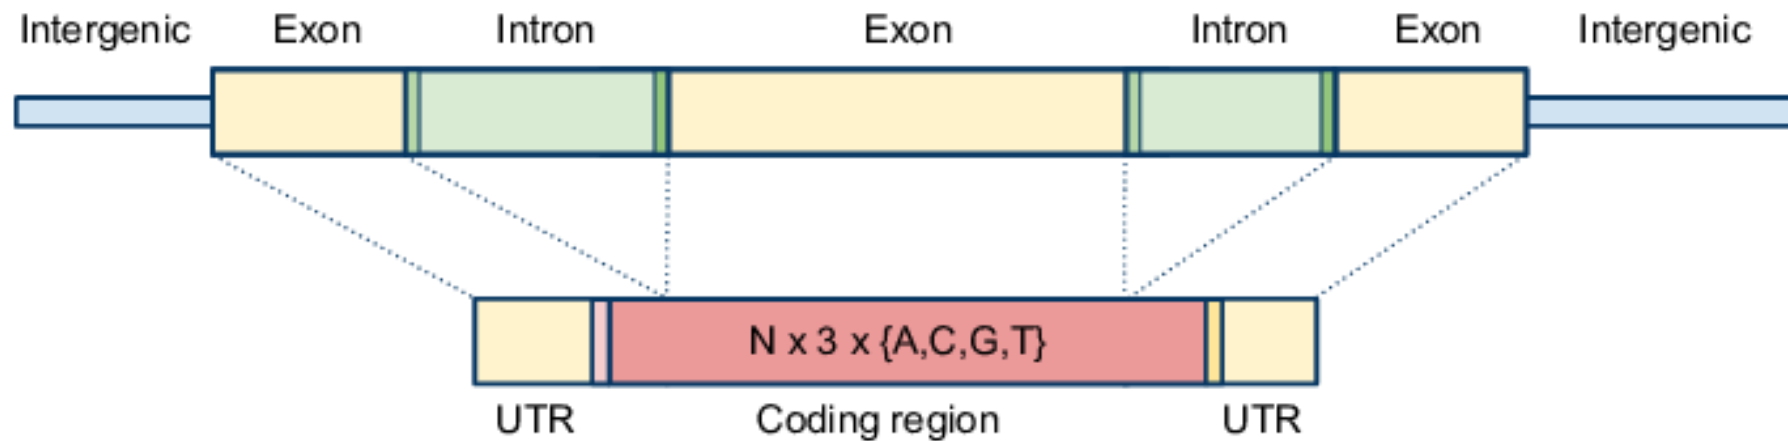 Intergenic Exon Intron Exon Intron Exon Intergenic
N x 3 x {A,C,G,T}
UTR Coding region UTR